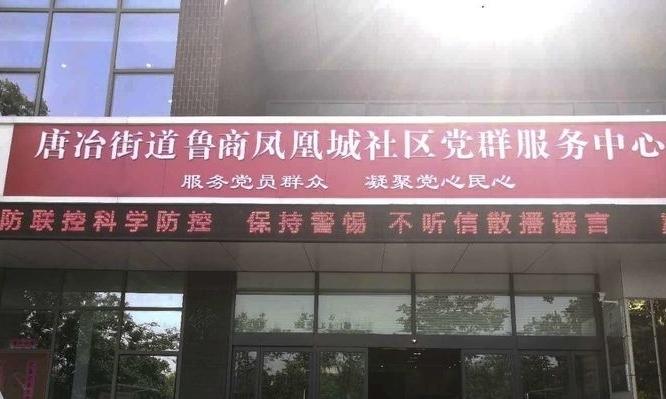 唐冶街道鲁商凤凰城社区党群服务中心
服务党员群众 凝聚党心民心
防联控科学防控 保持警惕 不听信散播谣言